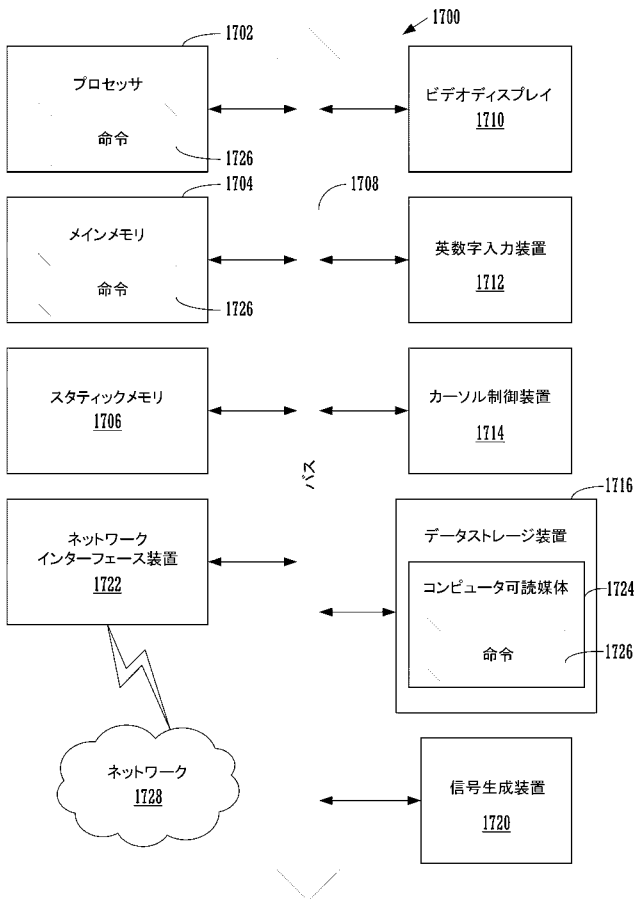 1700
1702
プロセッサ
命令
1726
ビデオディスプレイ
1710
1704
メインメモリ
命令
1726
1708
英数字入力装置
1712
スタティックメモリ
1706
カーソル制御装置
1714
バス
ネットワーク
インターフェース装置
1722
1716
データストレージ装置
コンピュータ可読媒体
1724
命令
1726
ネットワーク
1728
信号生成装置
1720